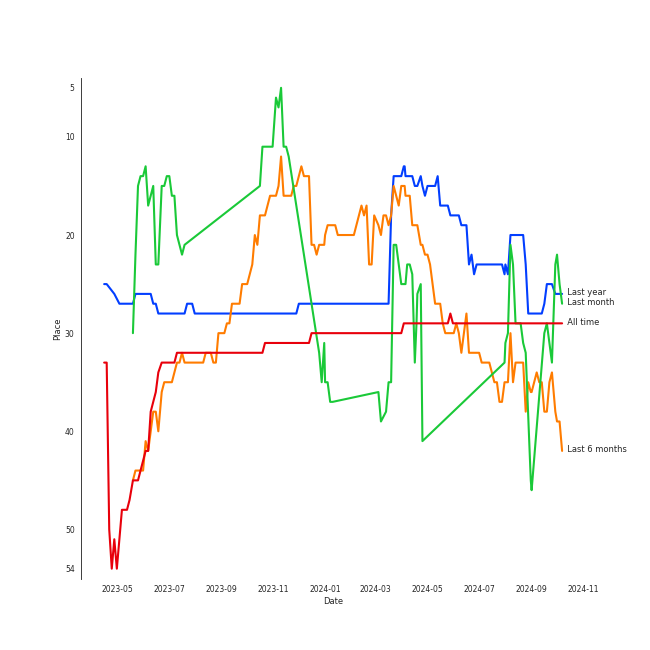 5
10
20
30
40
50
54
Place
2023-05
2023-07
2023-09
2023-11
2024-01
2024-03
2024-05
2024-07
2024-09
2024-11
Date
Last year
Last month
All time
Last 6 months